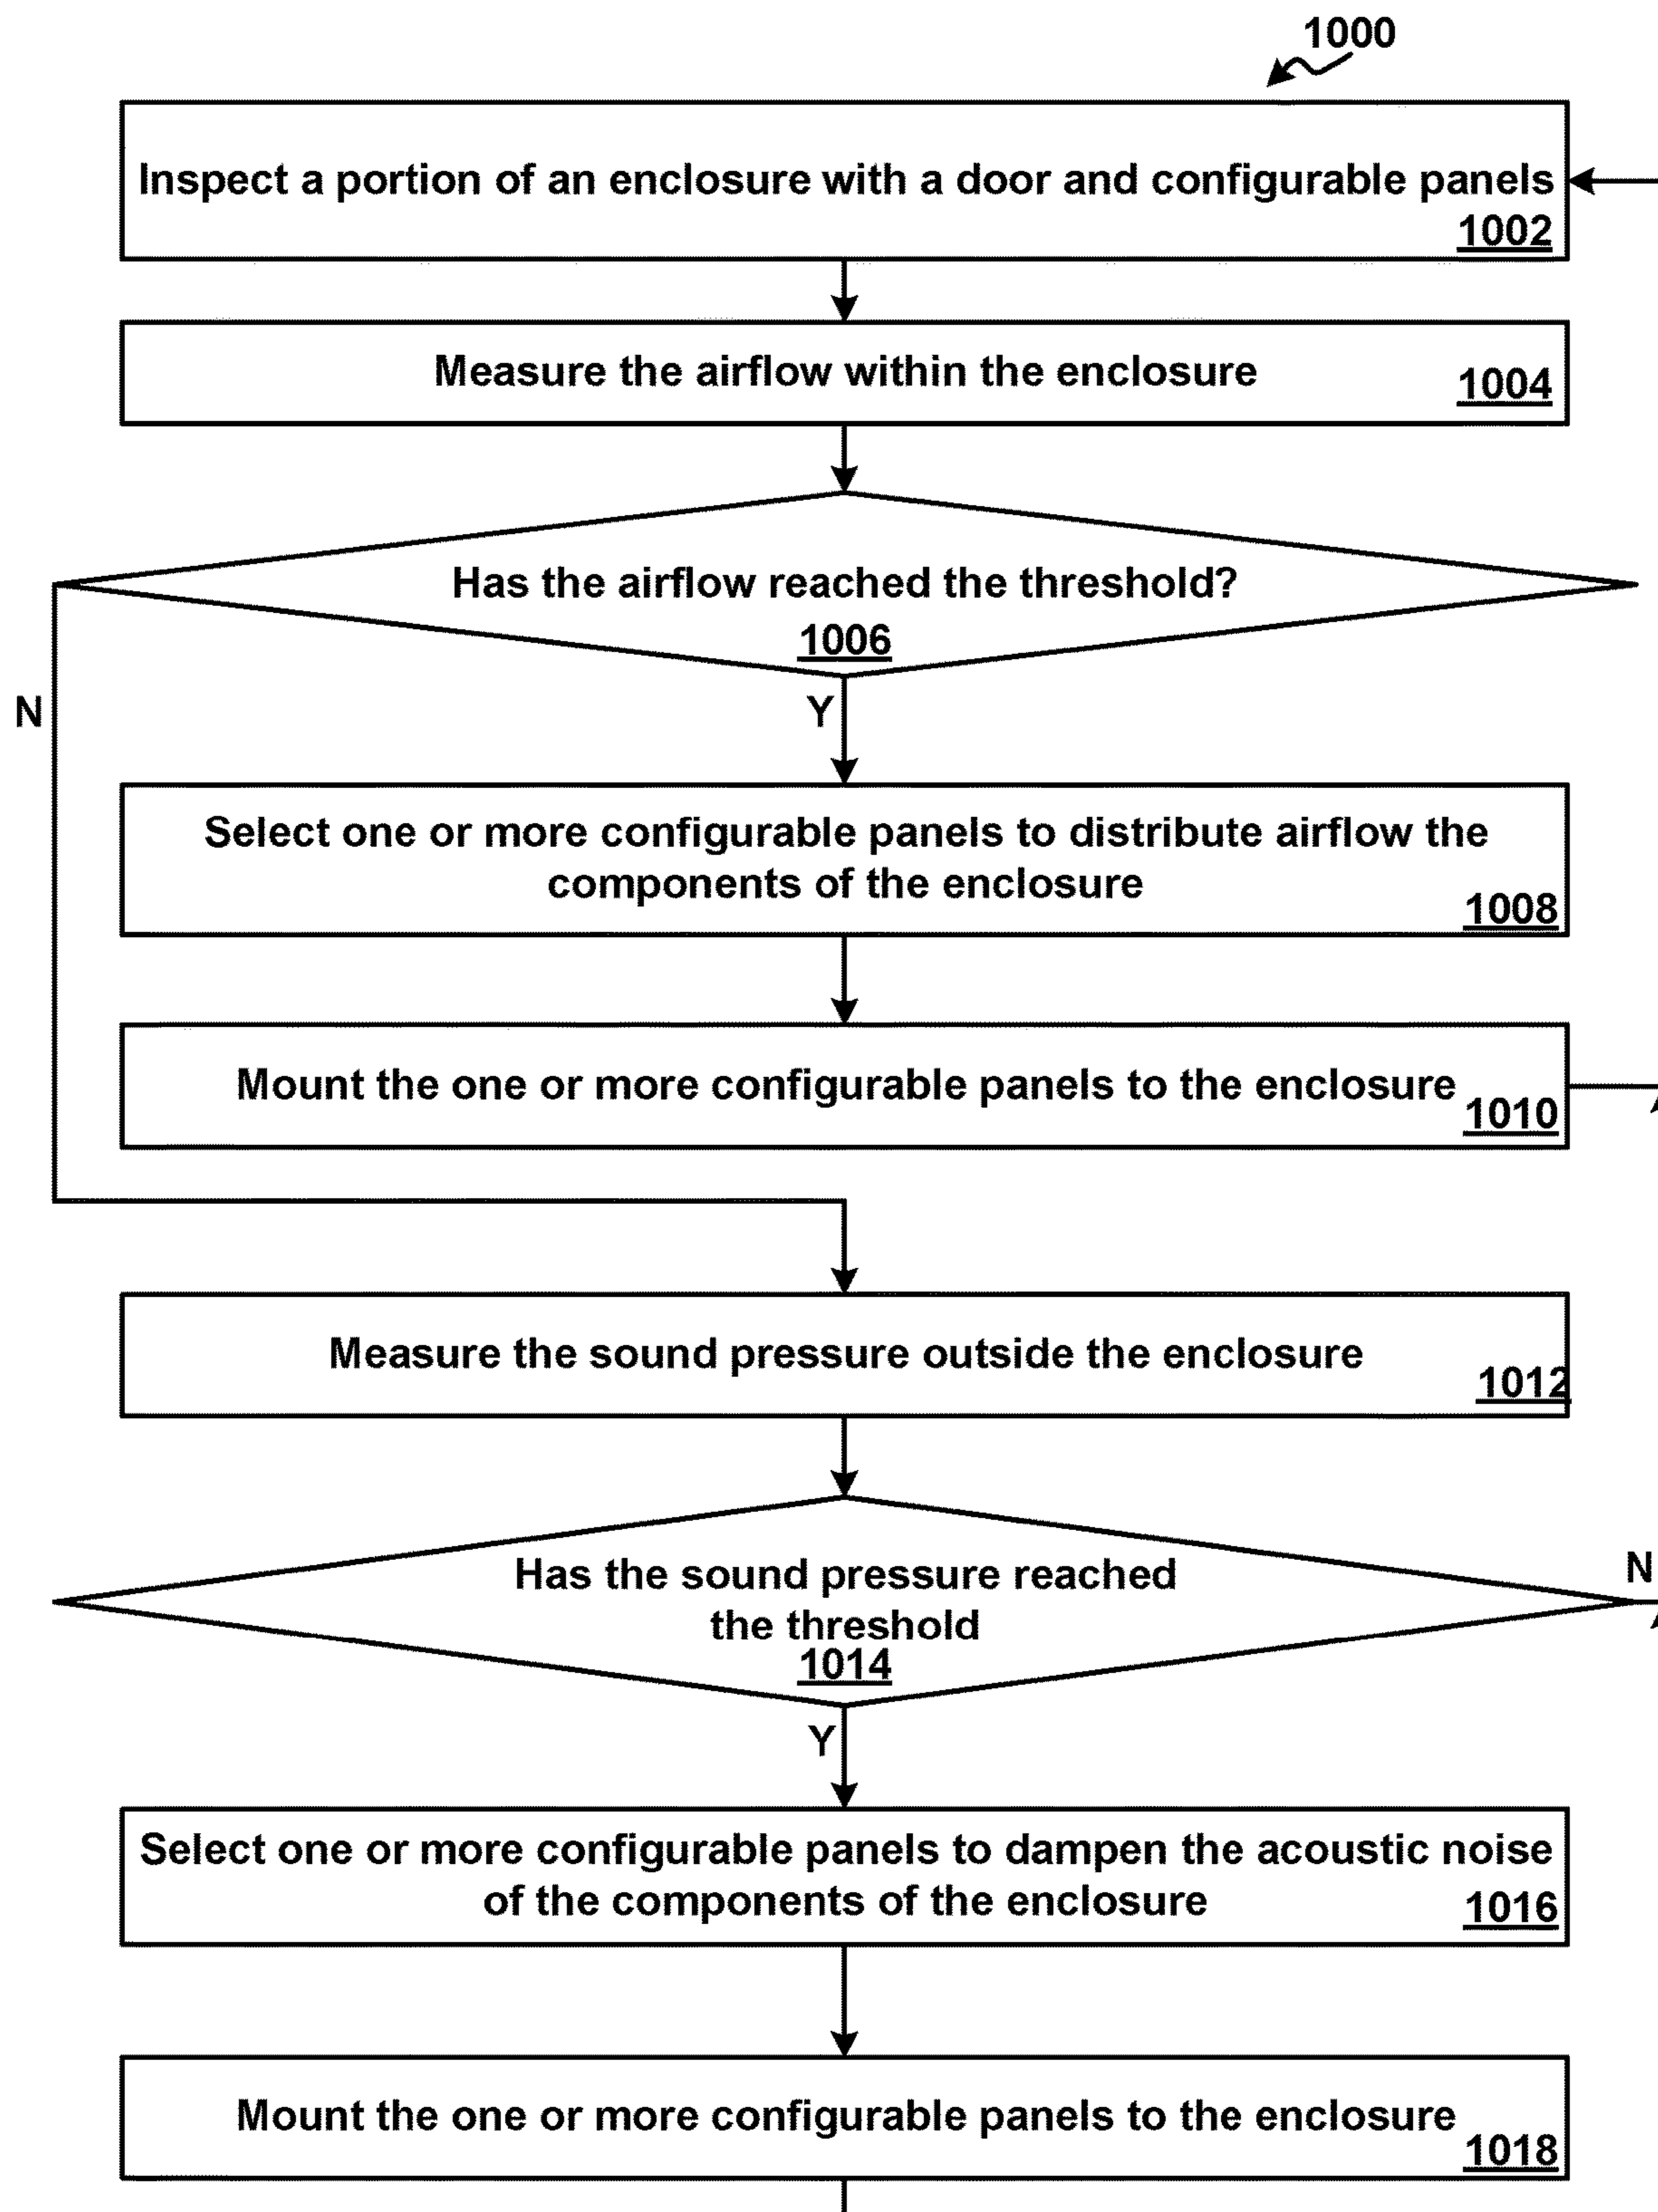 1000
Inspect a portion of an enclosure with a door and configurable panels
1002
Measure the airflow within the enclosure
1004
Has the airflow reached the threshold?
1006
N
Y
Select one or more configurable panels to distribute airflow the
components of the enclosure
1008
Mount the one or more configurable panels to the enclosure
1010
Measure the sound pressure outside the enclosure
1012
Has the sound pressure reached
the threshold
1014
N
Y
Select one or more configurable panels to dampen the acoustic noise
of the components of the enclosure
1016
Mount the one or more configurable panels to the enclosure
1018